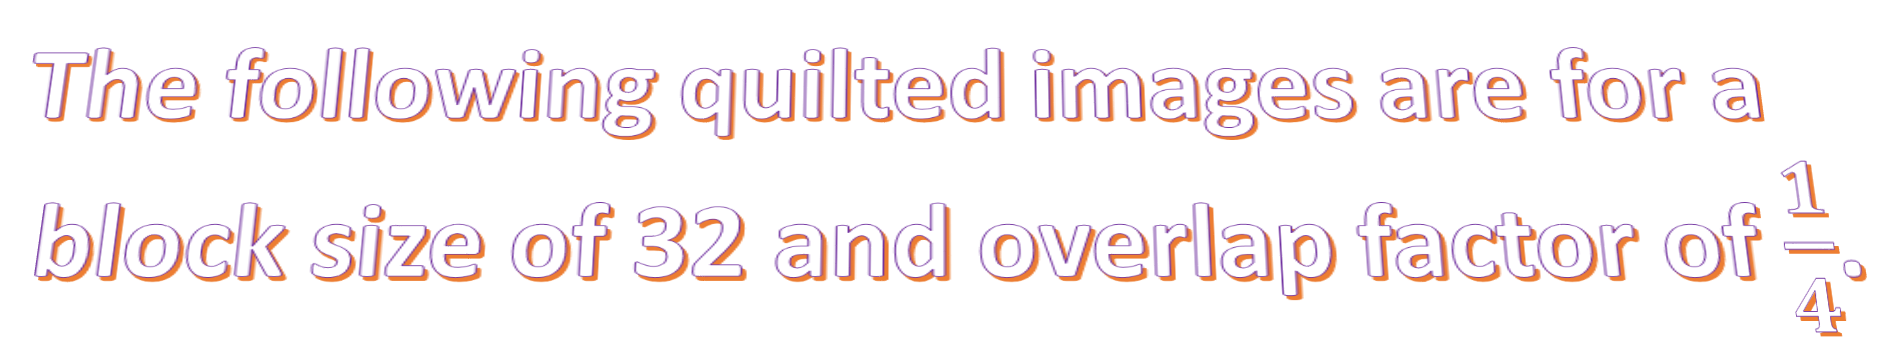 The following quilted images are for a
block size of 32 and overlap factor of 1/4.